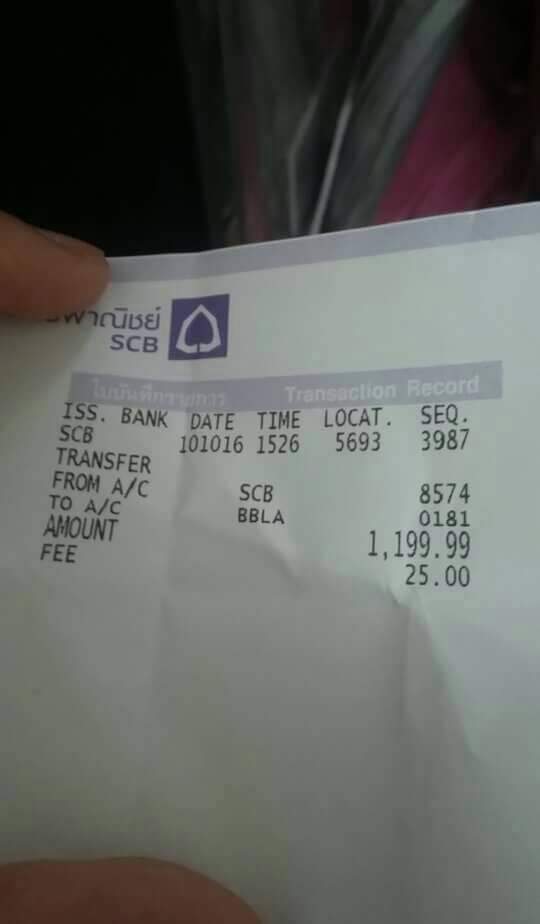 พาณิชย์
SCB
ใบบันทึกรายการ Transaction Record
ISS. BANK DATE TIME LOCAT. SEQ.
SCB 101016 1526 5693 3987
TRANSFER
FROM A/C SCB 8574
TO A/C BBLA 0181
AMOUNT 1,199.99
FEE 25.00